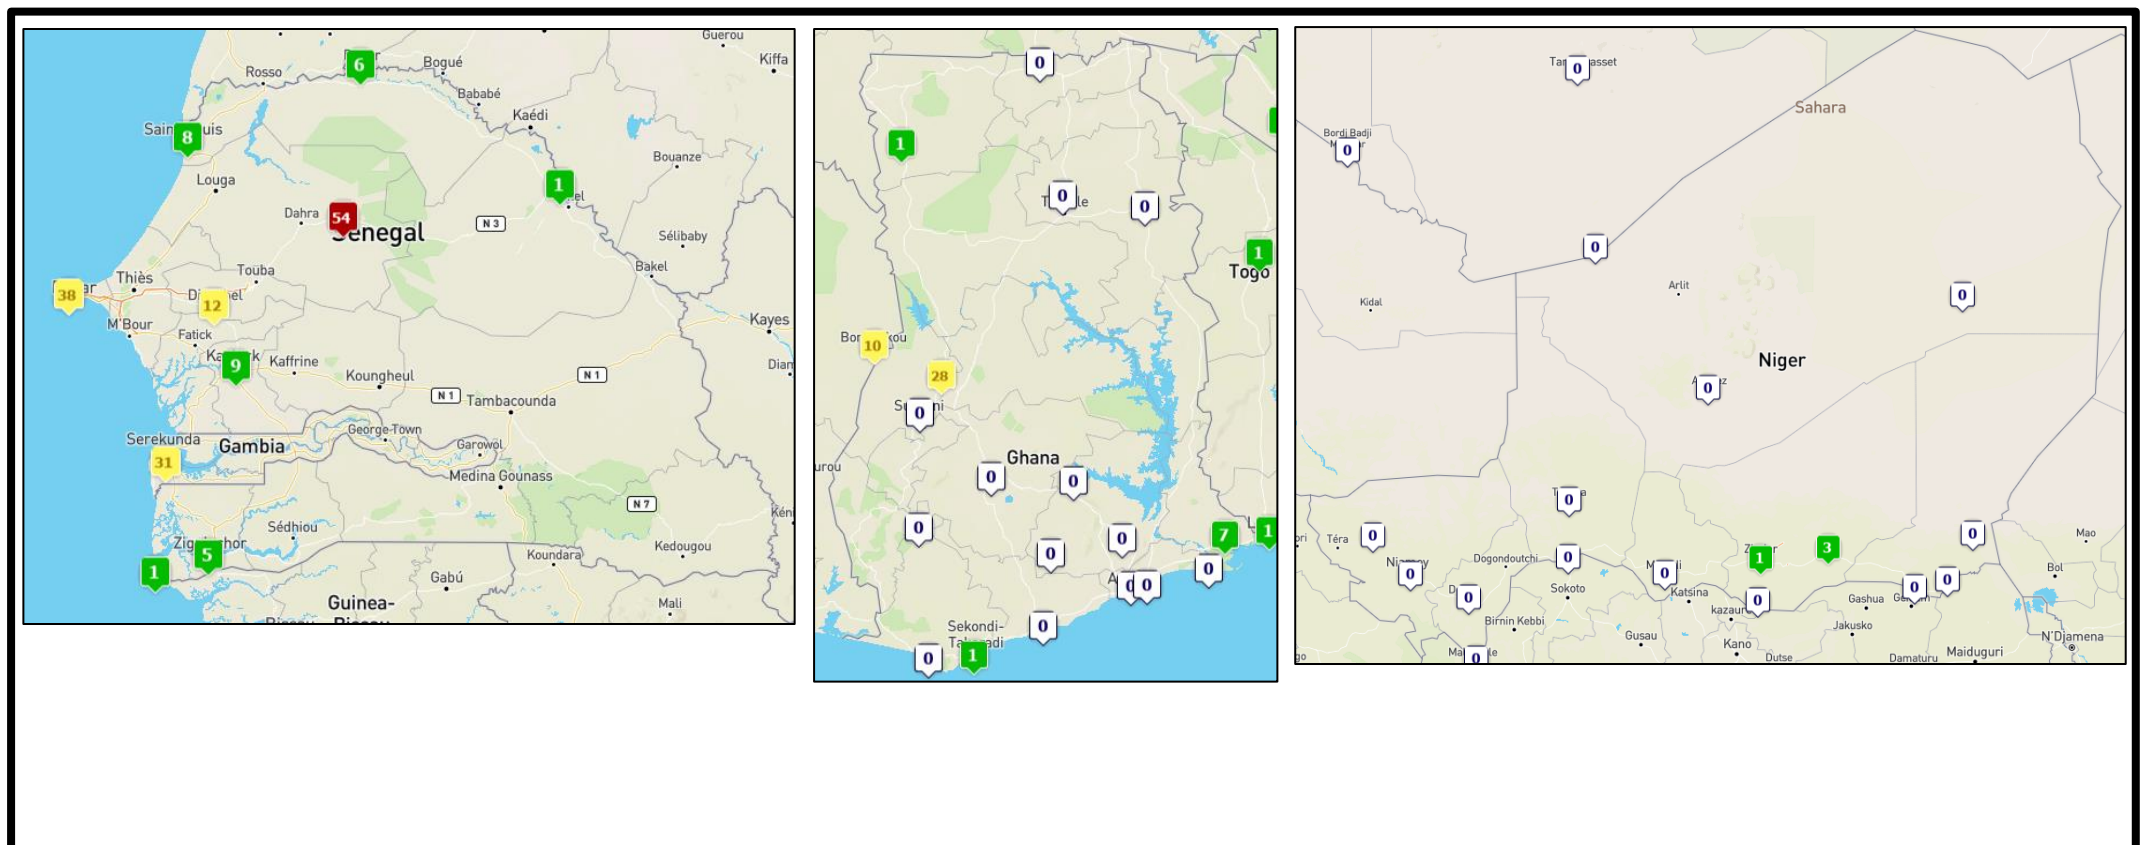 Guerou
Kiffa
6
Bogué
Rosso
Bababé
Kaédi
8
Bouanze
Louga
1
Dahra
54
Senegal
N 3
Sélibaby
Touba
Bakel
Thiès
38
12
M'Bour
Fatick
Kayes
9
Kaffrine
Koungheul
N 1
N 1
Tambacounda
George-Town
Serekunda
Gambia
Garowol
31
Medina Gounass
N 7
Sédhiou
5
1
Koundara
Kedougou
Gabú
Guinea-
Mali
0
1
0
0
1
Togo
10
28
0
Ghana
0
0
0
0
0
7
1
0
0
0
0
Sekondi-
0
1
0
Sahara
Bordj Badji
0
0
Arlit
0
Kidal
Niger
0
0
0
Téra
0
Mao
Dogondoutchi
0
1
3
0
0
Sokoto
0
Katsina
0
0
Bol
0
Birnin Kebbi
kazaur
0
Gashua
Gusau
Jakusko
N'Djamena
0
Kano
Dutse
Damaturu
Maiduguri